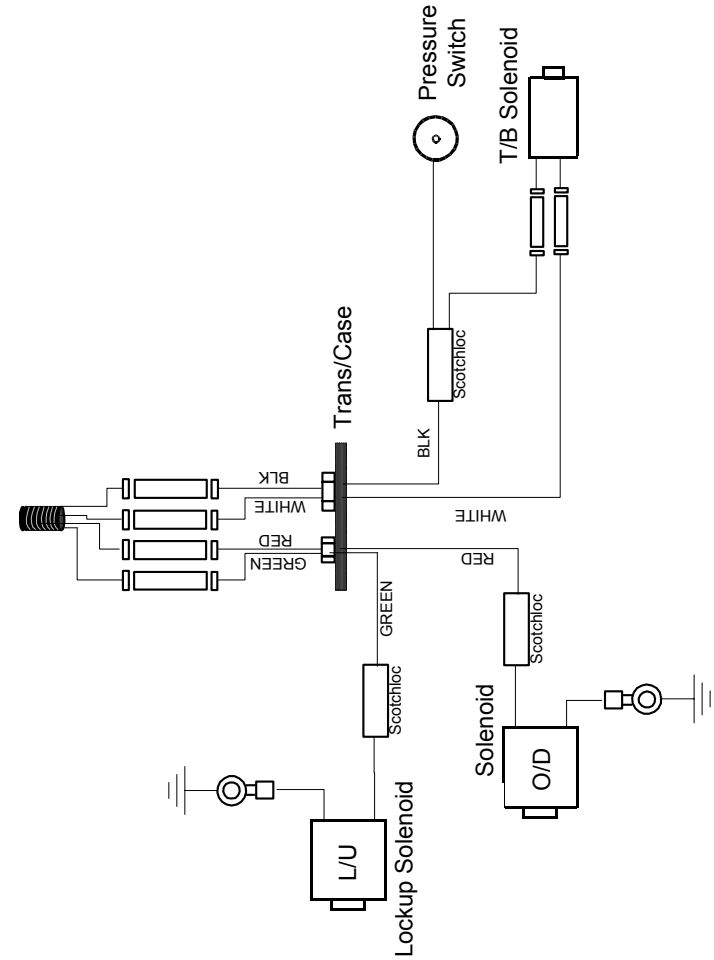 Pressure
Switch
T/B Solenoid
Scotchloc
BLK
Trans/Case
BLK
WHITE
RED
GREEN
WHITE
RED
GREEN
Scotchloc
Scotchloc
Solenoid
O/D
L/U
Lockup Solenoid